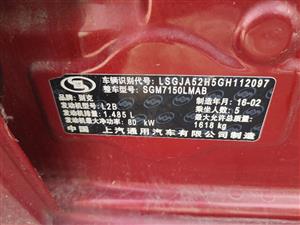 车辆识别代号: LSGJA52H5GH112097
整车型号: SGM7150LMAB
品牌: 别克 制造年月: 16-02
发动机型号: L2B 乘坐人数: 5
发动机排量: 1.485 L 最大允许总质量:
发动机最大净功率: 80 kW 1618 kg
中国 上汽通用汽车有限公司制造